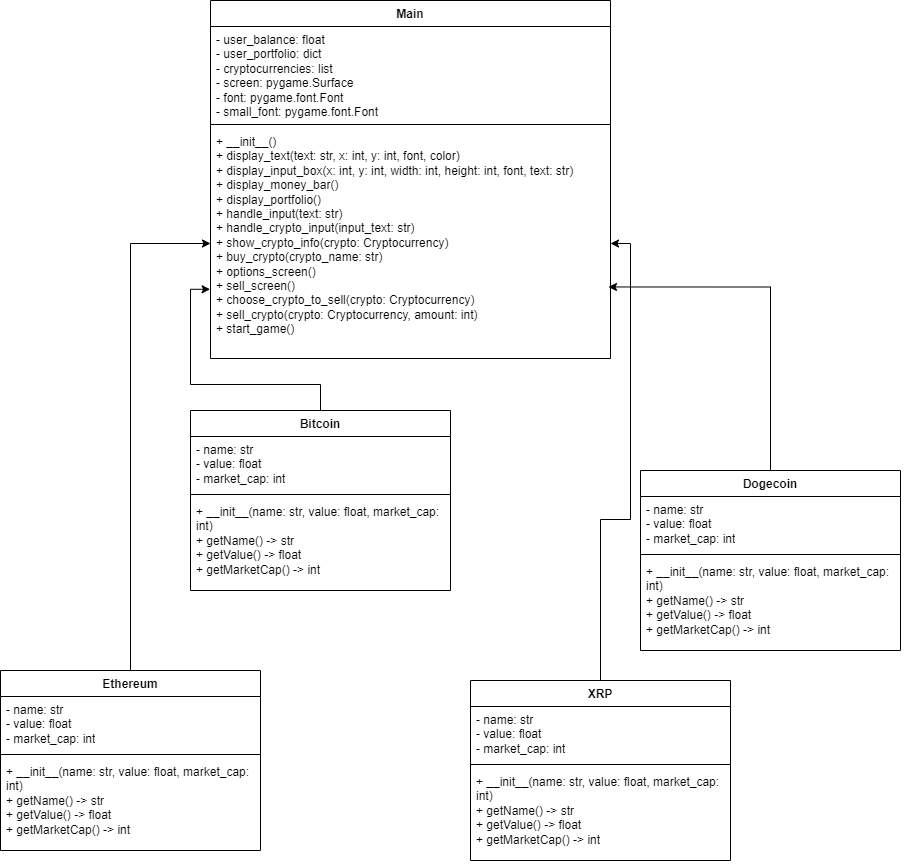 Main
- user_balance: float
- user_portfolio: dict
- cryptocurrencies: list
- screen: pygame.Surface
- font: pygame.font.Font
- small_font: pygame.font.Font
+ __init__()
+ display_text(text: str, x: int, y: int, font, color)
+ display_input_box(x: int, y: int, width: int, height: int, font, text: str)
+ display_money_bar()
+ display_portfolio()
+ handle_input(text: str)
+ handle_crypto_input(input_text: str)
+ show_crypto_info(crypto: Cryptocurrency)
+ buy_crypto(crypto_name: str)
+ options_screen()
+ sell_screen()
+ choose_crypto_to_sell(crypto: Cryptocurrency)
+ sell_crypto(crypto: Cryptocurrency, amount: int)
+ start_game()
Bitcoin
- name: str
- value: float
- market_cap: int
+ __init__(name: str, value: float, market_cap:
int)
+ getName() -> str
+ getValue() -> float
+ getMarketCap() -> int
Dogecoin
- name: str
- value: float
- market_cap: int
+ __init__(name: str, value: float, market_cap:
int)
+ getName() -> str
+ getValue() -> float
+ getMarketCap() -> int
Ethereum
- name: str
- value: float
- market_cap: int
+ __init__(name: str, value: float, market_cap:
int)
+ getName() -> str
+ getValue() -> float
+ getMarketCap() -> int
XRP
- name: str
- value: float
- market_cap: int
+ __init__(name: str, value: float, market_cap:
int)
+ getName() -> str
+ getValue() -> float
+ getMarketCap() -> int